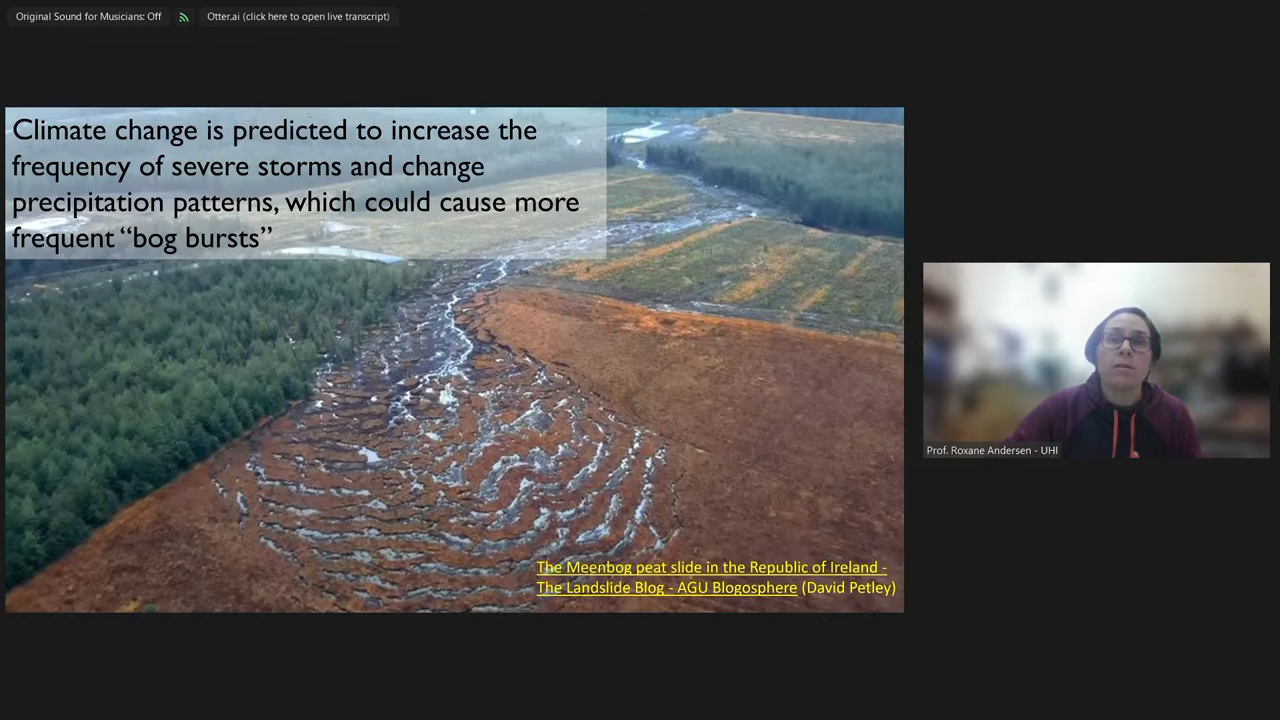 Original Sound for Musicians: Off
Otter.ai (click here to open live transcript)
Climate change is predicted to increase the
frequency of severe storms and change
precipitation patterns, which could cause more
frequent “bog bursts”
The Meenbog peat slide in the Republic of Ireland -
The Landslide Blog - AGU Blogosphere (David Petley)
Prof. Roxane Andersen - UHI